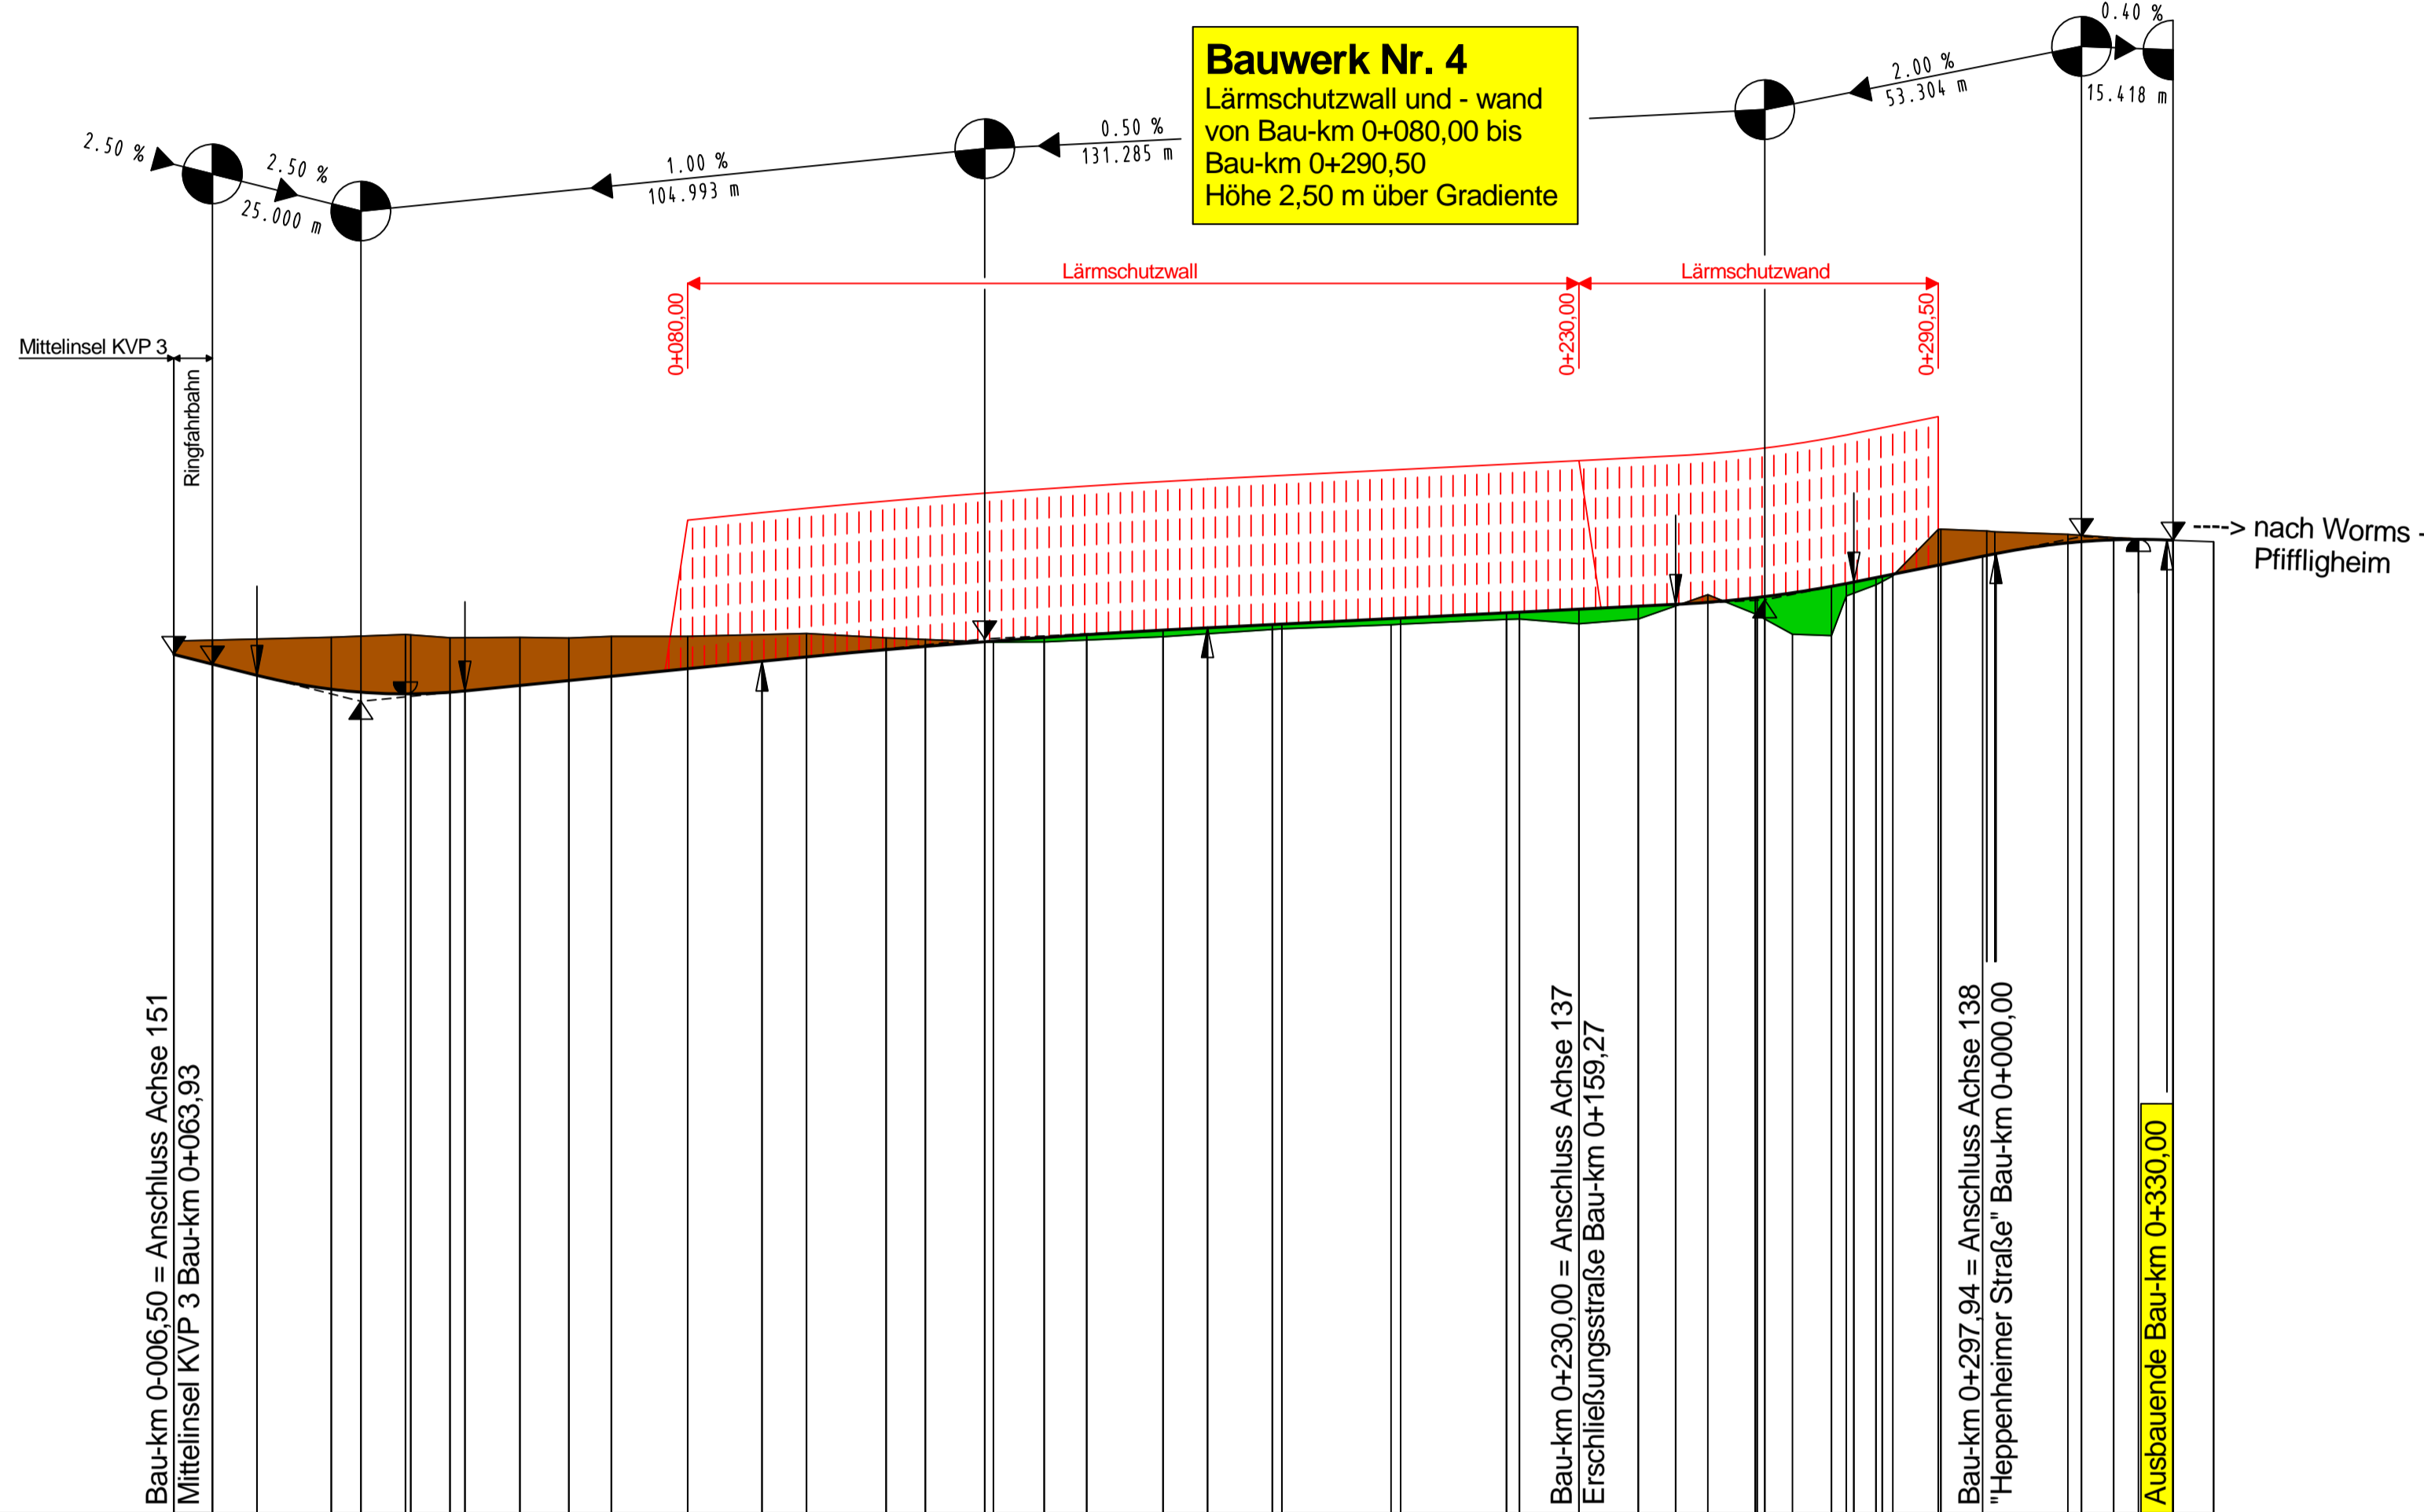 0.40 %
15.418 m
2.00 %
53.304 m
Bauwerk Nr. 4
Lärmschutzwall und - wand
von Bau-km 0+080,00 bis
Bau-km 0+290,50
Höhe 2,50 m über Gradiente
0.50 %
131.285 m
1.00 %
104.993 m
2.50 %
2.50 %
25.000 m
Lärmschutzwall
Lärmschutzwand
0+080,00
0+230,00
0+290,50
Mittelinsel KVP 3
Ringfahrbahn
----> nach Worms -
Pfiffligheim
Bau-km 0-006,50 = Anschluss Achse 151
Mittelinsel KVP 3 Bau-km 0+063,93
Bau-km 0+230,00 = Anschluss Achse 137
Erschließungsstraße Bau-km 0+159,27
Bau-km 0+297,94 = Anschluss Achse 138
"Heppenheimer Straße" Bau-km 0+000,00
Ausbauende Bau-km 0+330,00